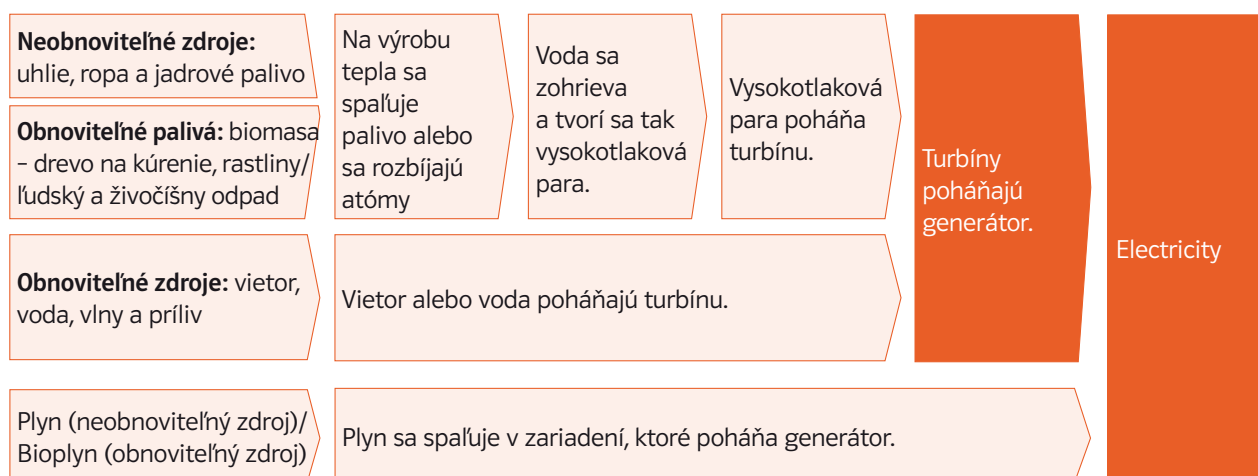 Neobnoviteľné zdroje:
uhlie, ropa a jadrové palivo
Obnoviteľné palivá: biomasa
– drevo na kúrenie, rastliny/
ľudský a živočíšny odpad
Na výrobu
tepla sa
spaľuje
palivo alebo
sa rozbíjajú
atómy
Voda sa
zohrieva
a tvorí sa tak
vysokotlaková
para.
Vysokotlaková
para poháňa
turbínu.
Turbíny
poháňajú
generátor.
Electricity
Obnoviteľné zdroje: vietor,
voda, vlny a príliv
Vietor alebo voda poháňajú turbínu.
Plyn (neobnoviteľný zdroj)/
Bioplyn (obnoviteľný zdroj)
Plyn sa spaľuje v zariadení, ktoré poháňa generátor.